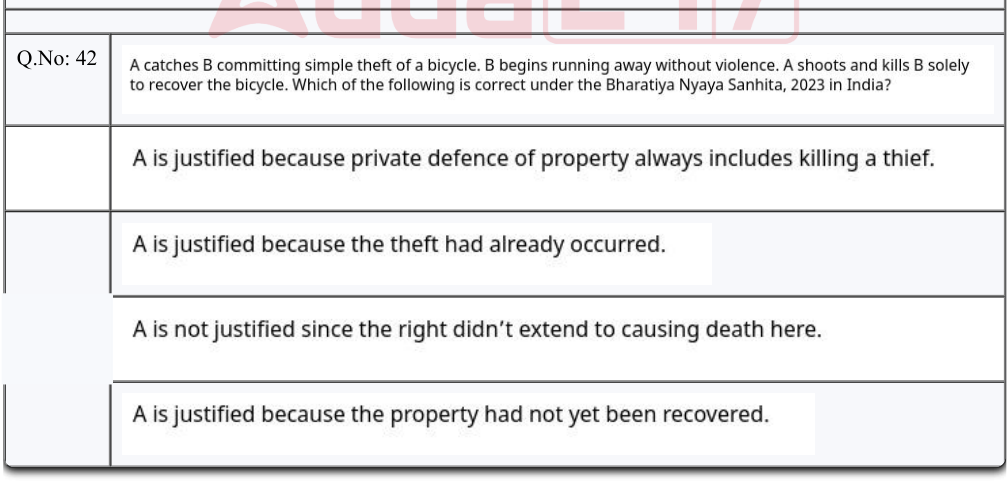 Q.No: 42
A catches B committing simple theft of a bicycle. B begins running away without violence. A shoots and kills B solely
to recover the bicycle. Which of the following is correct under the Bharatiya Nyaya Sanhita, 2023 in India?
A is justified because private defence of property always includes killing a thief.
A is justified because the theft had already occurred.
A is not justified since the right didn’t extend to causing death here.
A is justified because the property had not yet been recovered.